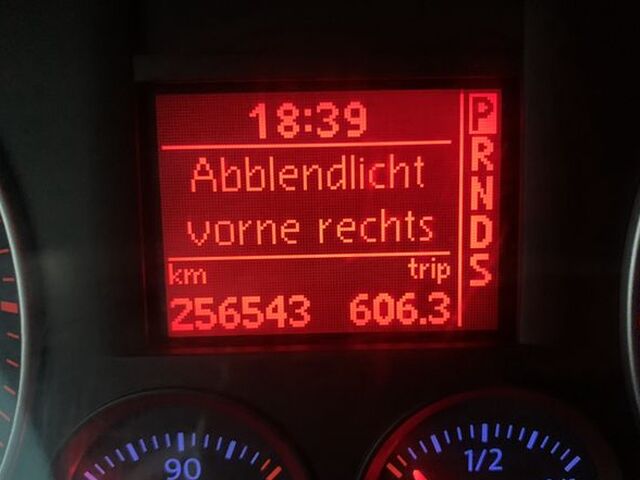 18:39
Abblendlicht
vorne rechts
km trip
256543 606.3
P
R
N
D
S
90
1/2